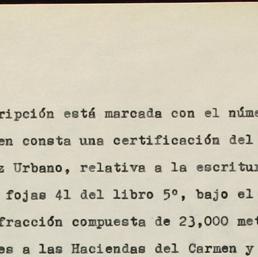 ripción está marcada con el núme
en consta una certificación del
z Urbano, relativa a la escritur
fojas 41 del libro 5º, bajo el
fracción compuesta de 23,000 met
es a las Haciendas del Carmen y